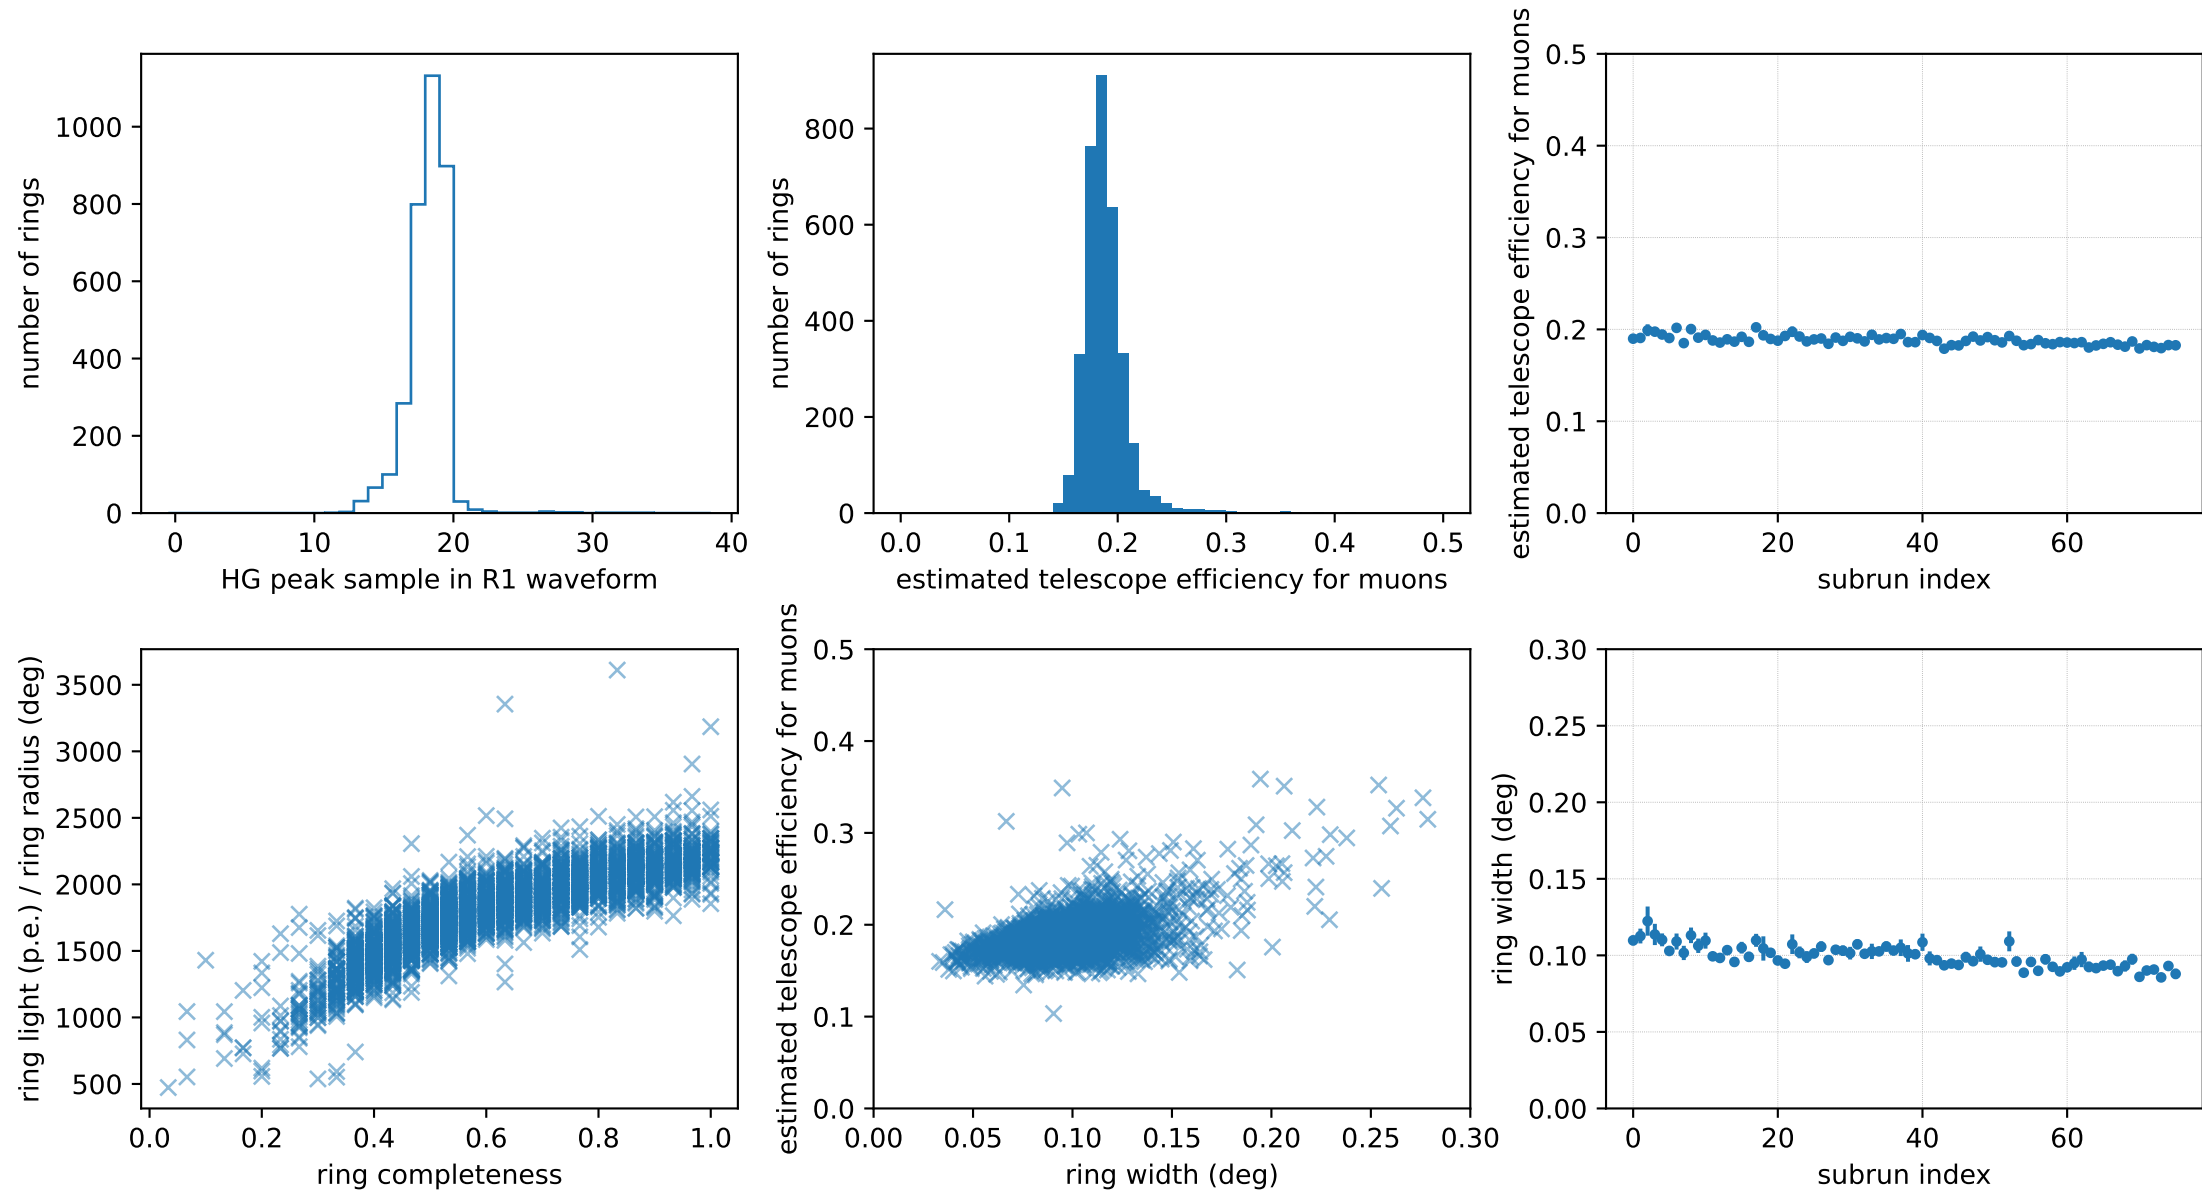 number of rings
1000
800
600
400
200
0
0 10 20 30 40
HG peak sample in R1 waveform
number of rings
800
600
400
200
0
0.0 0.1 0.2 0.3 0.4 0.5
estimated telescope efficiency for muons
estimated telescope efficiency for muons
0.5
0.4
0.3
0.2
0.1
0.0
0 20 40 60
subrun index
ring light (p.e.) / ring radius (deg)
3500
3000
2500
2000
1500
1000
500
0.0 0.2 0.4 0.6 0.8 1.0
ring completeness
estimated telescope efficiency for muons
0.5
0.4
0.3
0.2
0.1
0.0
0.00 0.05 0.10 0.15 0.20 0.25 0.30
ring width (deg)
ring width (deg)
0.30
0.25
0.20
0.15
0.10
0.05
0.00
0 20 40 60
subrun index